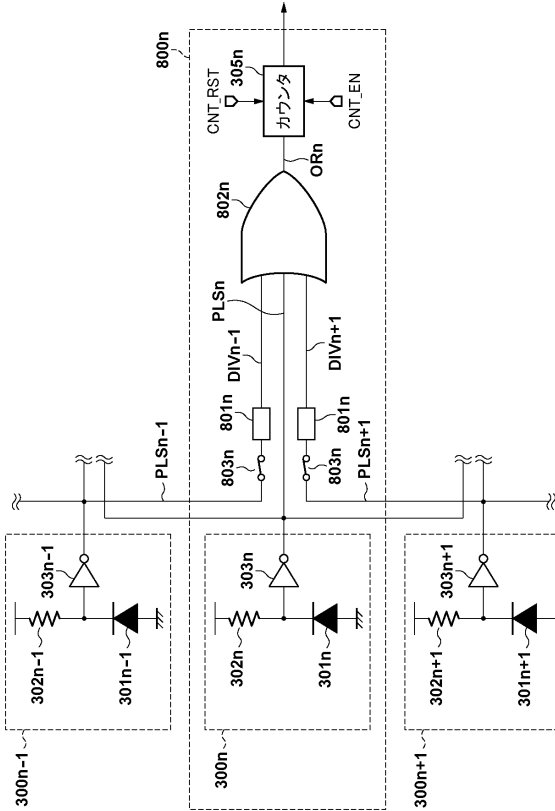 800n
CNT_RST
305n
カウンタ
CNT_EN
ORn
802n
PLSn
DIVn−1
DIVn+1
801n
801n
803n
803n
PLSn−1
PLSn+1
303n−1
302n−1
301n−1
300n−1
303n
302n
301n
300n
303n+1
302n+1
301n+1
300n+1